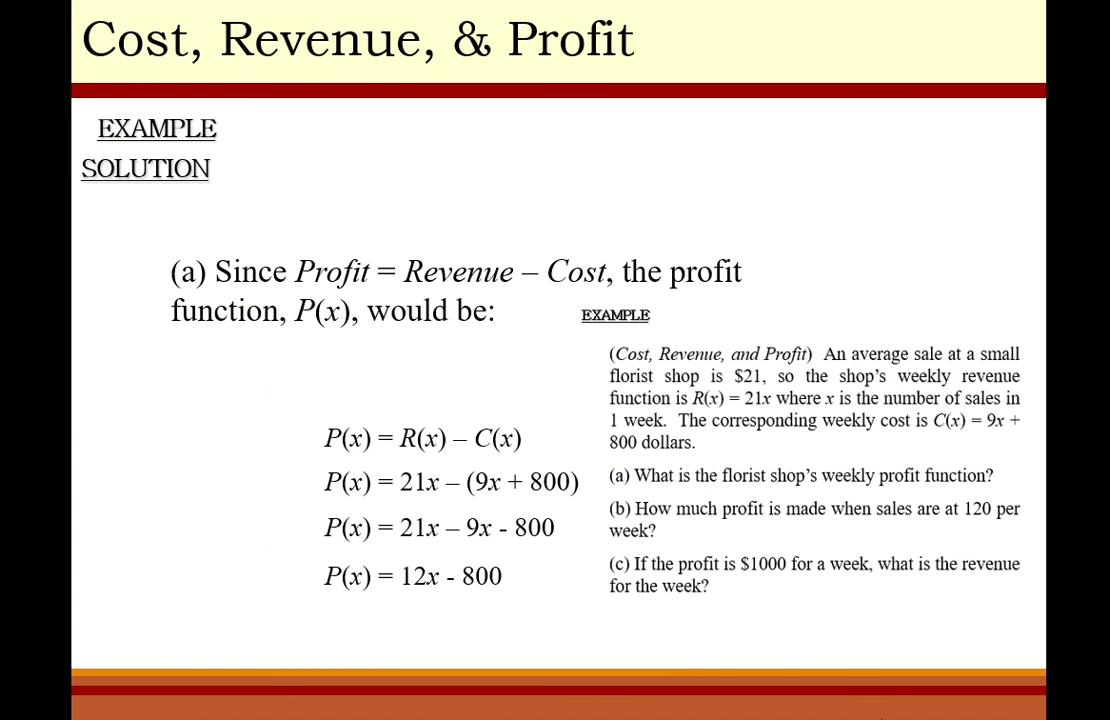 Cost, Revenue, & Profit
EXAMPLE
SOLUTION
(a) Since Profit = Revenue – Cost, the profit
function, P(x), would be:
P(x) = R(x) – C(x)
P(x) = 21x – (9x + 800)
P(x) = 21x – 9x - 800
P(x) = 12x - 800
EXAMPLE
(Cost, Revenue, and Profit) An average sale at a small
florist shop is $21, so the shop’s weekly revenue
function is R(x) = 21x where x is the number of sales in
1 week. The corresponding weekly cost is C(x) = 9x +
800 dollars.
(a) What is the florist shop’s weekly profit function?
(b) How much profit is made when sales are at 120 per
week?
(c) If the profit is $1000 for a week, what is the revenue
for the week?